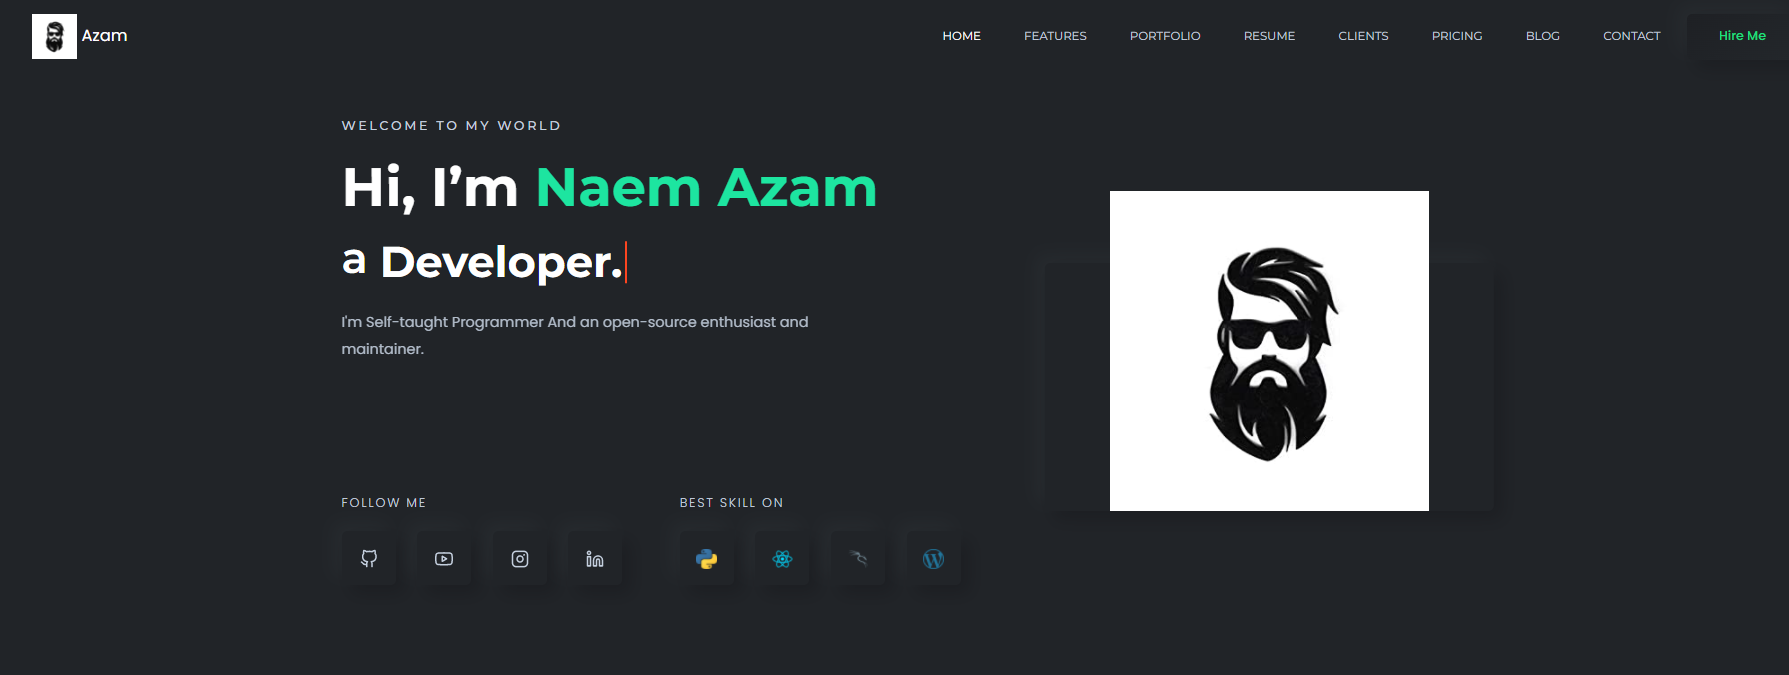 Azam
HOME FEATURES PORTFOLIO RESUME CLIENTS PRICING BLOG CONTACT Hire Me
WELCOME TO MY WORLD
Hi, I’m Naem Azam
a Developer.
I'm Self-taught Programmer And an open-source enthusiast and
maintainer.
FOLLOW ME
BEST SKILL ON